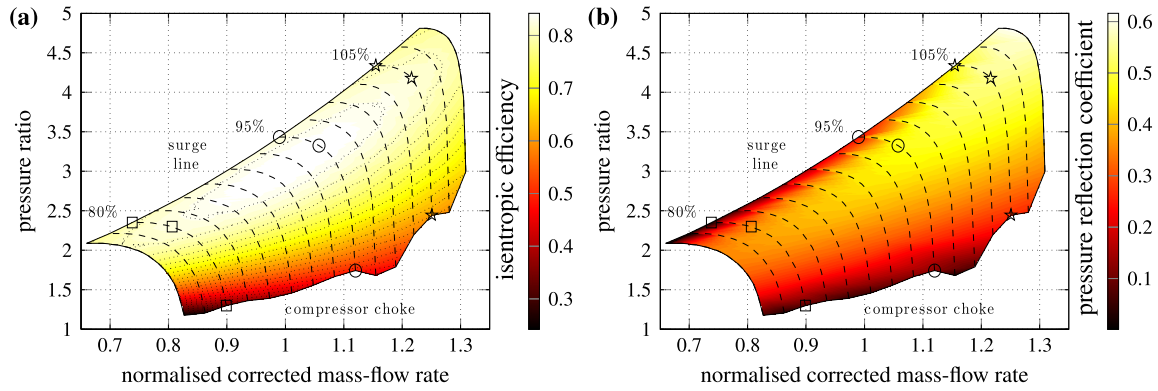 (a)
5
4.5
4
3.5
3
2.5
2
1.5
1
pressure ratio
105%
95%
80%
surge
line
compressor choke
0.7 0.8 0.9 1 1.1 1.2 1.3
normalised corrected mass-flow rate
0.8
0.7
0.6
0.5
0.4
0.3
isentropic efficiency
(b)
5
4.5
4
3.5
3
2.5
2
1.5
1
pressure ratio
105%
95%
80%
surge
line
compressor choke
0.7 0.8 0.9 1 1.1 1.2 1.3
normalised corrected mass-flow rate
pressure reflection coefficient
0.6
0.5
0.4
0.3
0.2
0.1